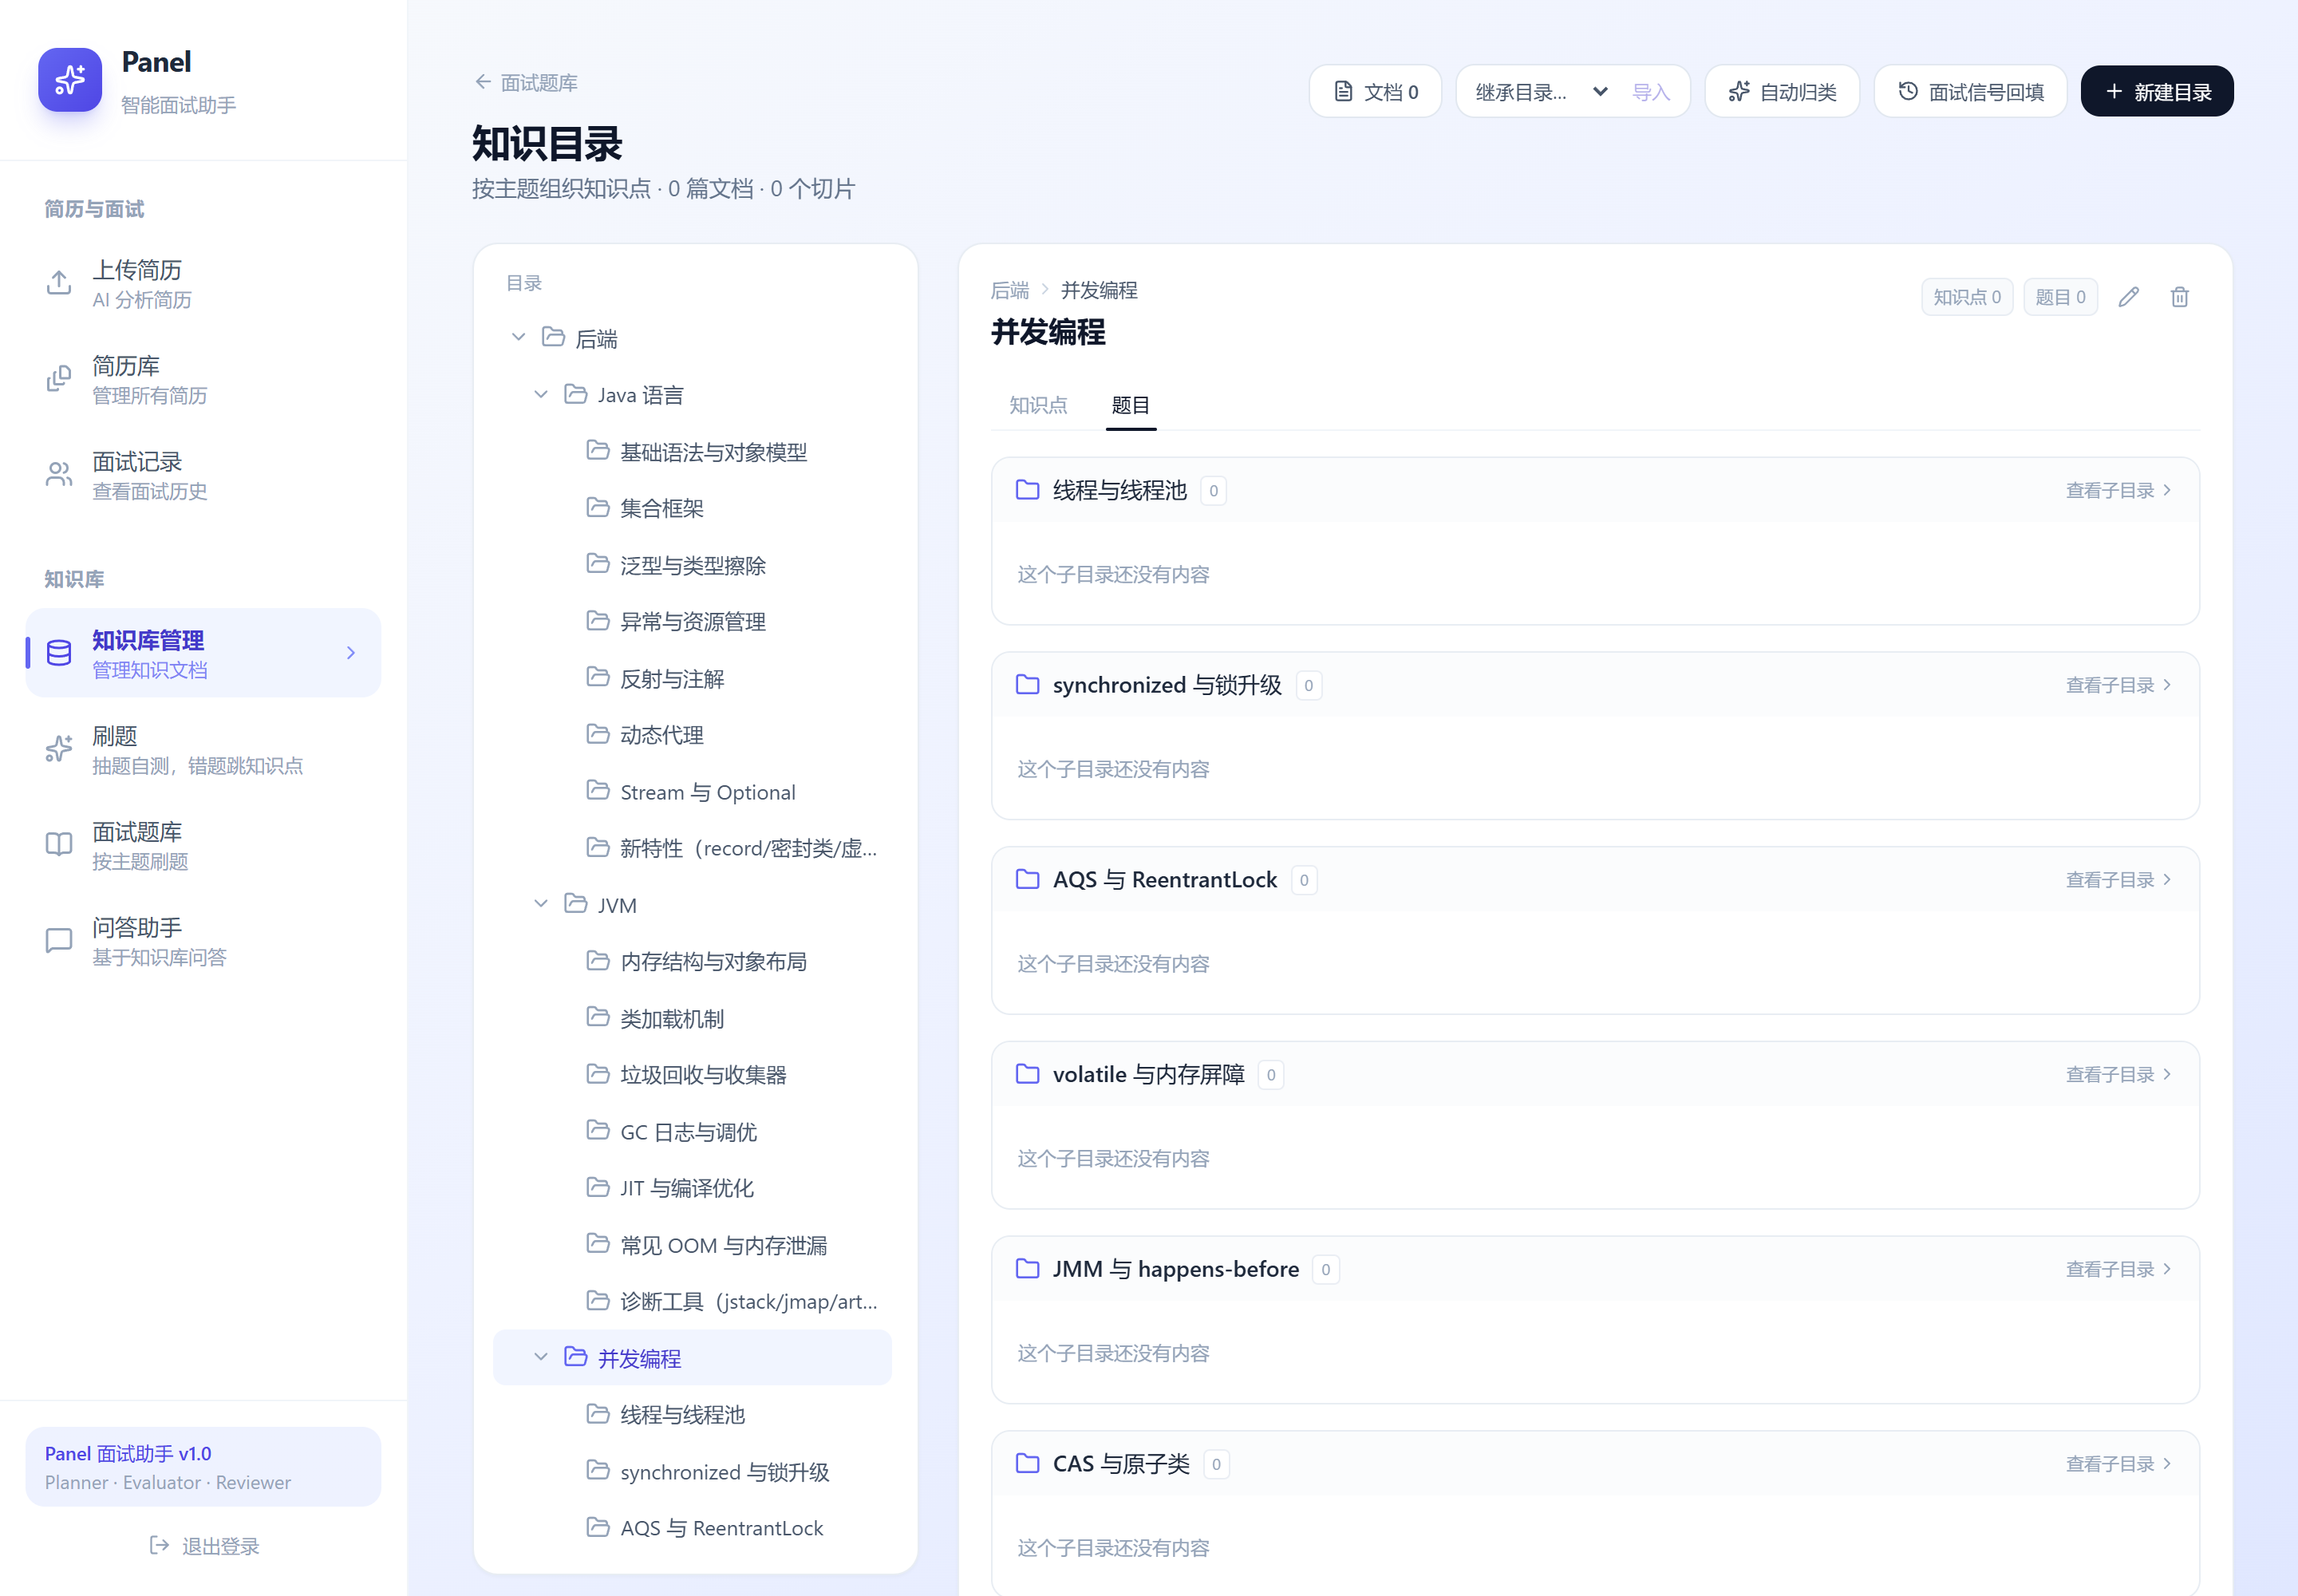 Panel
智能面试助手
简历与面试
上传简历
AI 分析简历
简历库
管理所有简历
面试记录
查看面试历史
知识库
知识库管理
管理知识文档
刷题
抽题自测，错题跳知识点
面试题库
按主题刷题
问答助手
基于知识库问答
Panel 面试助手 v1.0
Planner · Evaluator · Reviewer
退出登录
面试题库
知识目录
按主题组织知识点 · 0 篇文档 · 0 个切片
文档 0
继承目录...
导入
自动归类
面试信号回填
新建目录
目录
后端
Java 语言
基础语法与对象模型
集合框架
泛型与类型擦除
异常与资源管理
反射与注解
动态代理
Stream 与 Optional
新特性（record/密封类/虚...
JVM
内存结构与对象布局
类加载机制
垃圾回收与收集器
GC 日志与调优
JIT 与编译优化
常见 OOM 与内存泄漏
诊断工具（jstack/jmap/art...
并发编程
线程与线程池
synchronized 与锁升级
AQS 与 ReentrantLock
后端 > 并发编程
并发编程
知识点 0
题目 0
知识点
题目
线程与线程池 0
查看子目录
这个子目录还没有内容
synchronized 与锁升级 0
查看子目录
这个子目录还没有内容
AQS 与 ReentrantLock 0
查看子目录
这个子目录还没有内容
volatile 与内存屏障 0
查看子目录
这个子目录还没有内容
JMM 与 happens-before 0
查看子目录
这个子目录还没有内容
CAS 与原子类 0
查看子目录
这个子目录还没有内容